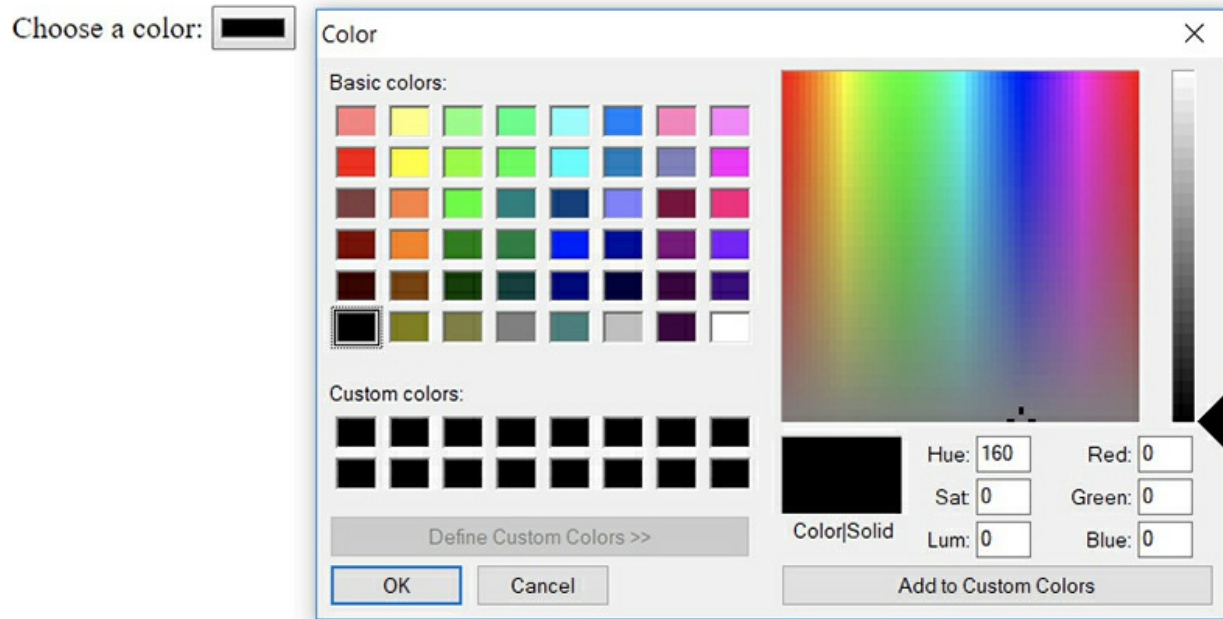 Choose a color:
Color
Basic colors:
Custom colors:
Define Custom Colors >>
OK
Cancel
Color|Solid
Hue: 160
Sat: 0
Lum: 0
Red: 0
Green: 0
Blue: 0
Add to Custom Colors